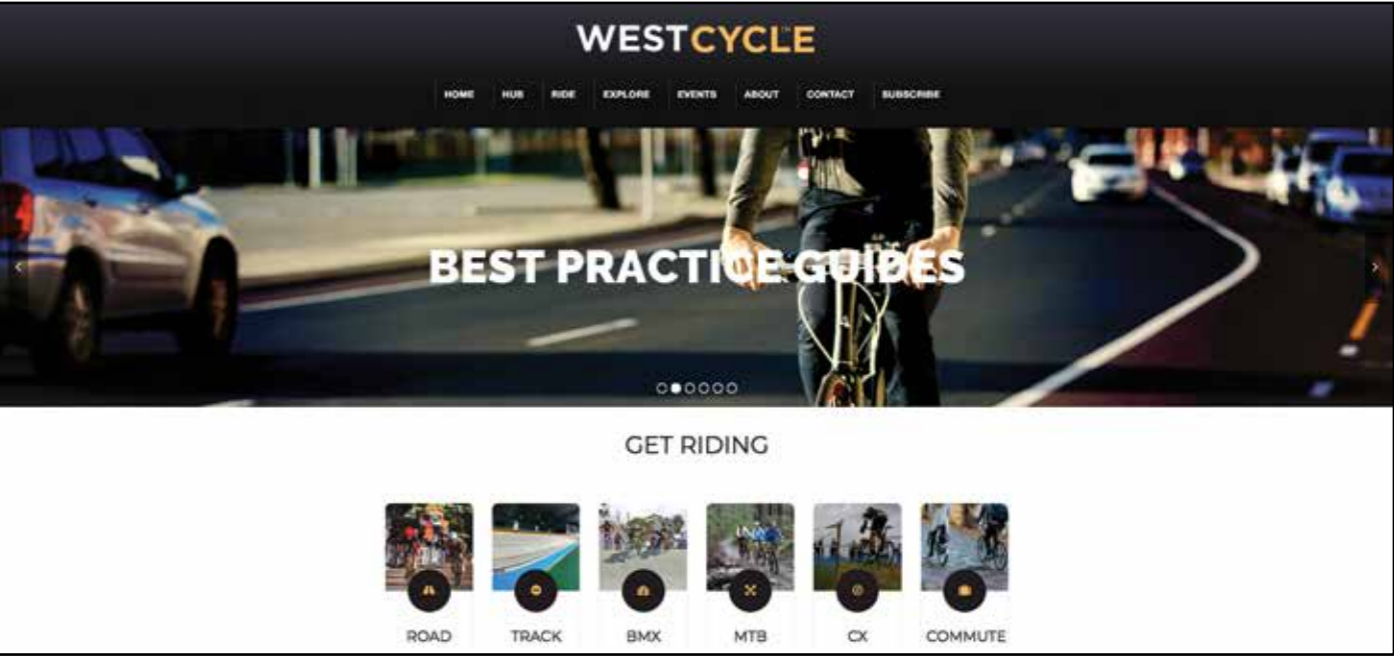 WESTCYCLE
HOME HUB RIDE EXPLORE EVENTS ABOUT CONTACT SUBSCRIBE
BEST PRACTICE GUIDES
GET RIDING
ROAD TRACK BMX MTB CX COMMUTE